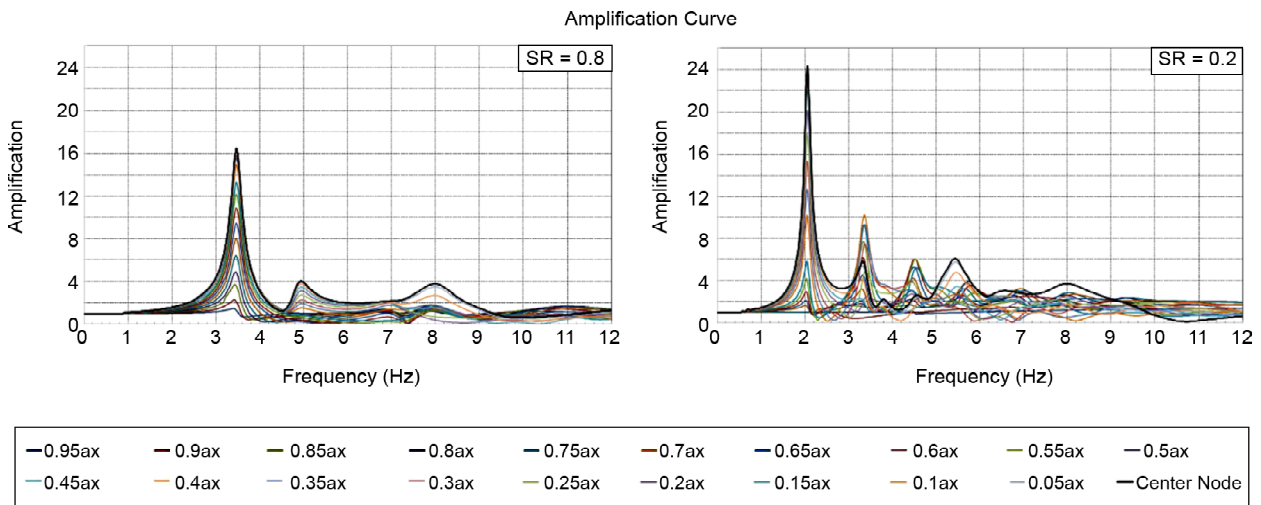 Amplification Curve
SR = 0.8
SR = 0.2
Amplification
24
20
16
12
8
4
0
0 1 2 3 4 5 6 7 8 9 10 11 12
Frequency (Hz)
Amplification
24
20
16
12
8
4
0
0 1 2 3 4 5 6 7 8 9 10 11 12
Frequency (Hz)
0.95ax 0.9ax 0.85ax 0.8ax 0.75ax 0.7ax 0.65ax 0.6ax 0.55ax 0.5ax
0.45ax 0.4ax 0.35ax 0.3ax 0.25ax 0.2ax 0.15ax 0.1ax 0.05ax Center Node